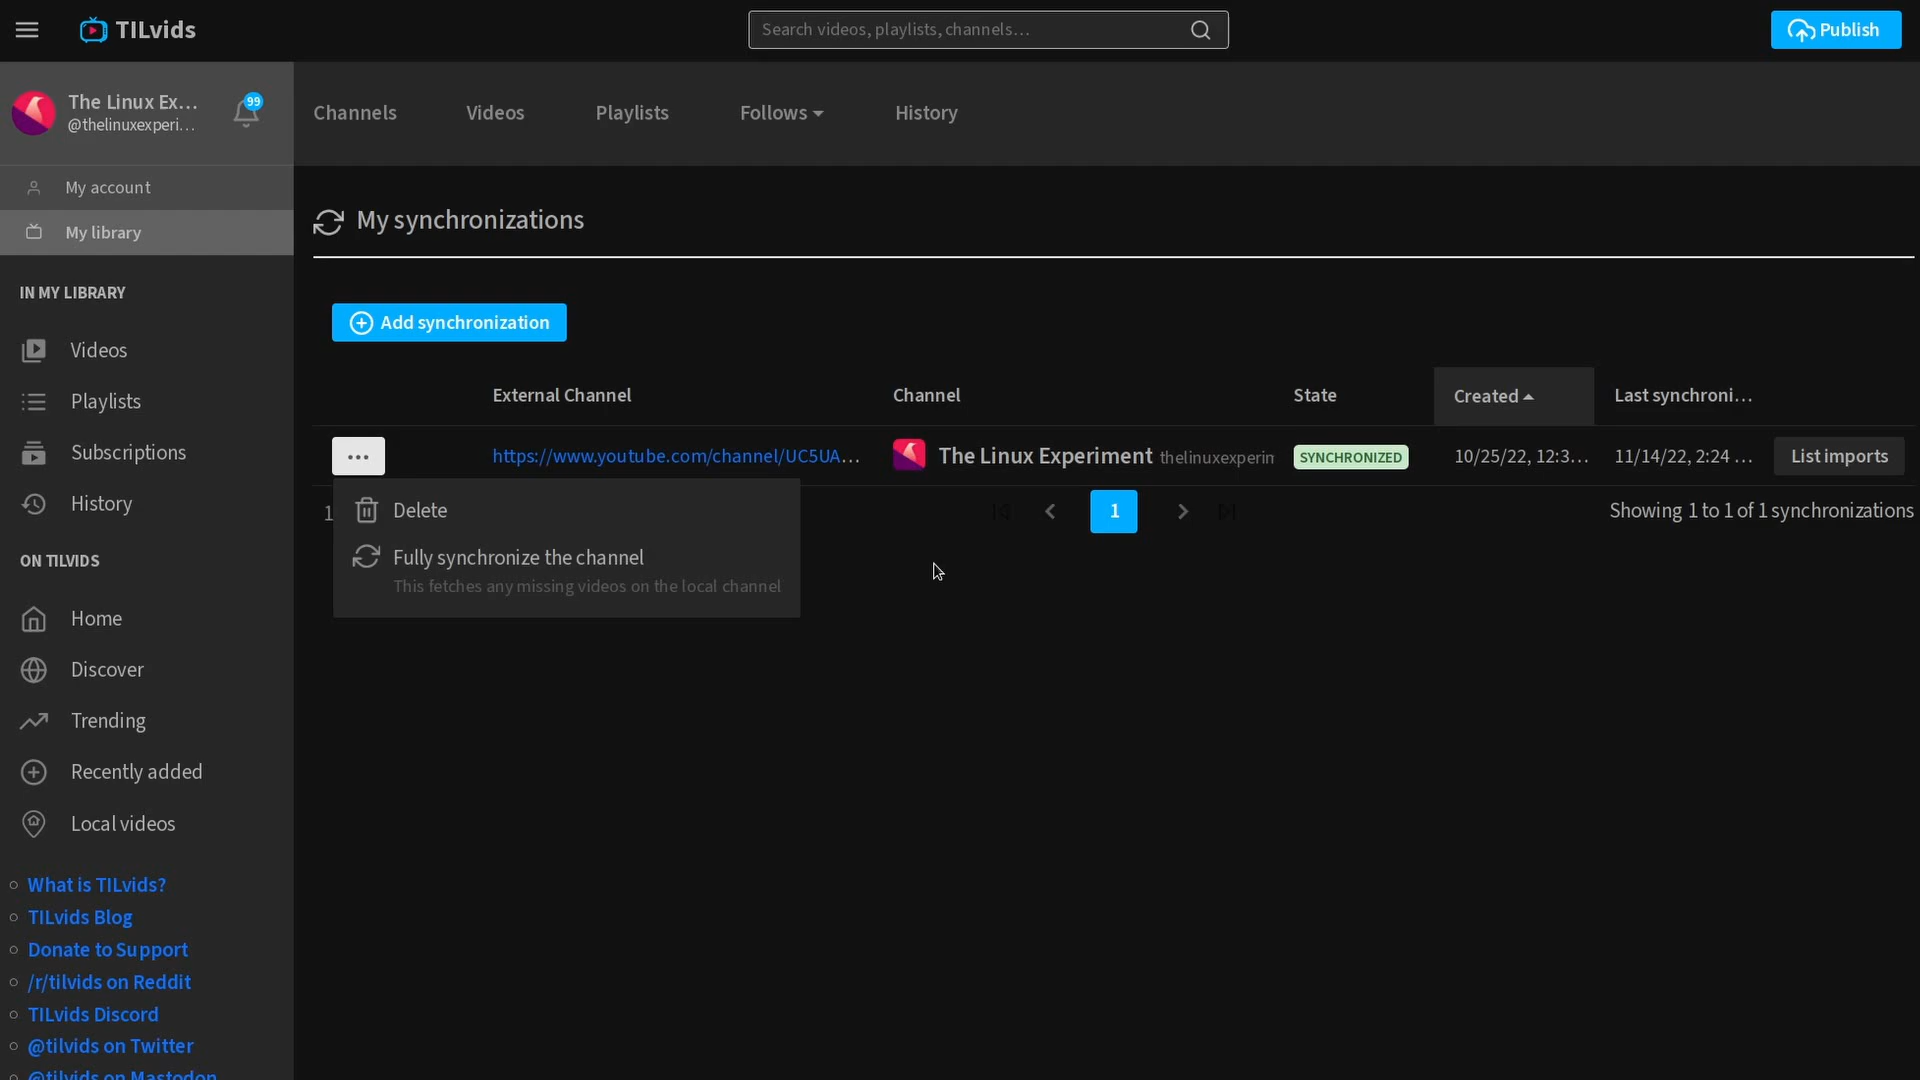 TILvids
Search videos, playlists, channels…
Publish
The Linux Ex…
@thelinuxexperi…
99
Channels
Videos
Playlists
Follows
History
My account
My library
My synchronizations
IN MY LIBRARY
Videos
Playlists
Subscriptions
History
Add synchronization
External Channel
Channel
State
Created
Last synchroni…
https://www.youtube.com/channel/UC5UA…
The Linux Experiment thelinuxexperin
SYNCHRONIZED
10/25/22, 12:3…
11/14/22, 2:24 …
List imports
Delete
Fully synchronize the channel
This fetches any missing videos on the local channel
1
1
Showing 1 to 1 of 1 synchronizations
ON TILVIDS
Home
Discover
Trending
Recently added
Local videos
What is TILvids?
TILvids Blog
Donate to Support
/r/tilvids on Reddit
TILvids Discord
@tilvids on Twitter
@tilvids on Mastodon